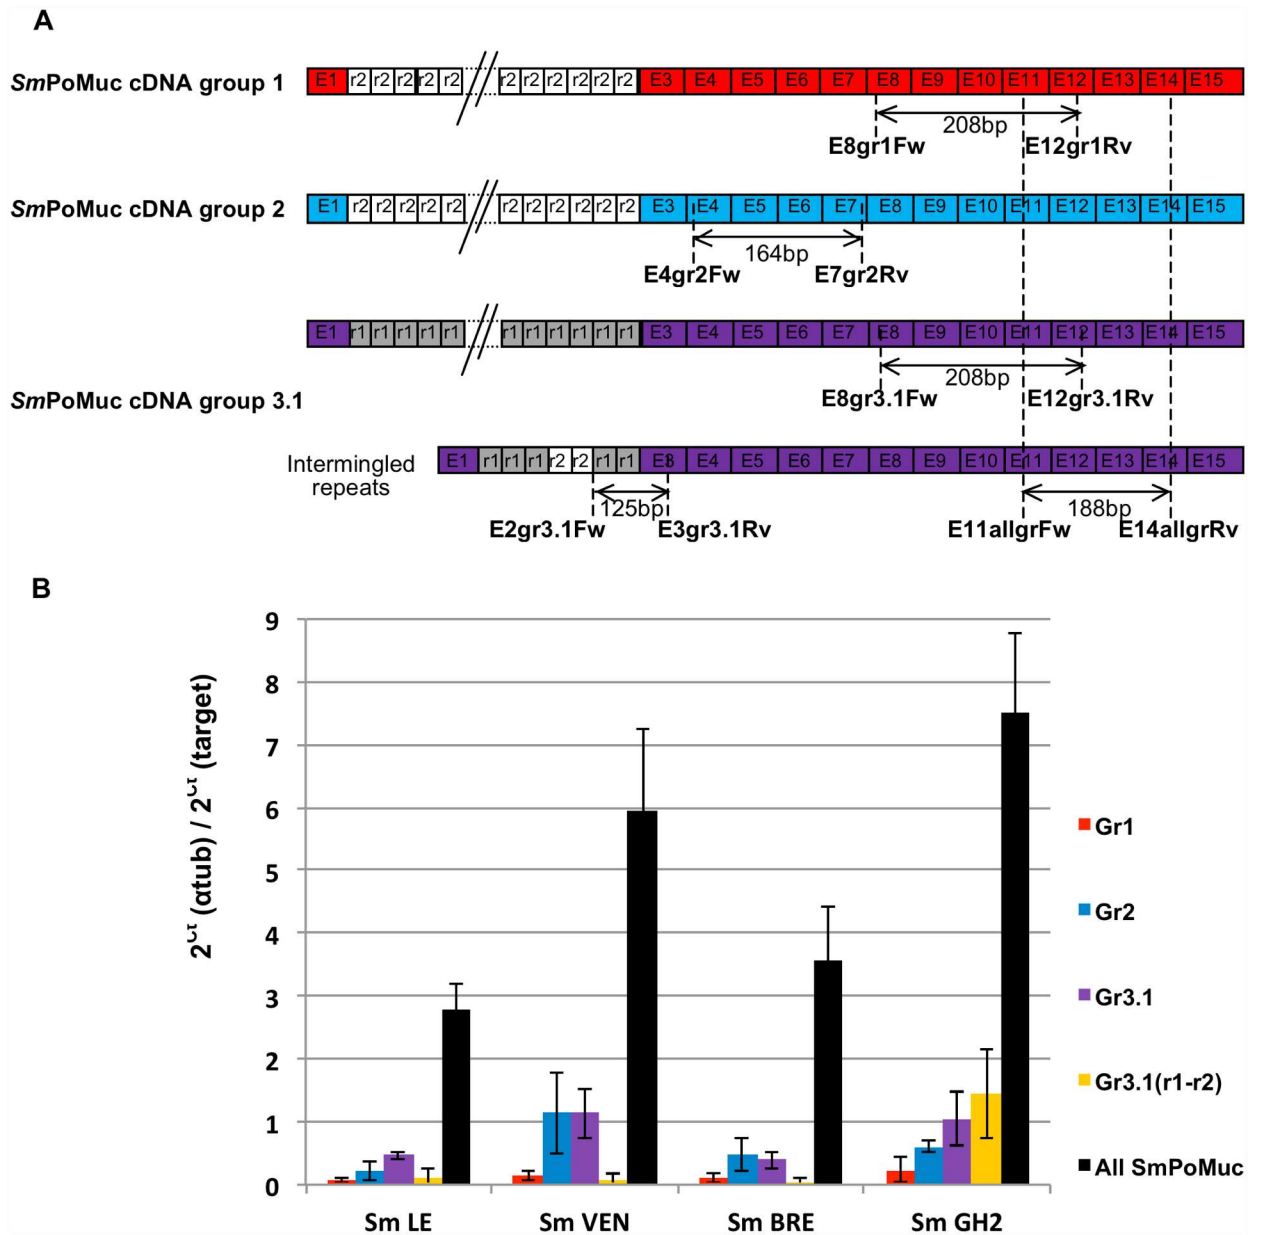 A
SmPoMuc cDNA group 1
E1 r2 r2 r2 r2 r2 r2 r2 r2 r2 r2 r2 E3 E4 E5 E6 E7 E8 E9 E10 E11 E12 E13 E14 E15
208bp
E8gr1Fw E12gr1Rv
SmPoMuc cDNA group 2
E1 r2 r2 r2 r2 r2 r2 r2 r2 r2 r2 r2 E3 E4 E5 E6 E7 E8 E9 E10 E11 E12 E13 E14 E15
164bp
E4gr2Fw E7gr2Rv
E1 r1 r1 r1 r1 r1 r1 r1 r1 r1 r1 r1 E3 E4 E5 E6 E7 E8 E9 E10 E11 E12 E13 E14 E15
208bp
E8gr3.1Fw E12gr3.1Rv
SmPoMuc cDNA group 3.1
Intermingled
repeats
E1 r1 r1 r1 r2 r2 r1 r1 E3 E4 E5 E6 E7 E8 E9 E10 E11 E12 E13 E14 E15
125bp 188bp
E2gr3.1Fw E3gr3.1Rv E11allgrFw E14allgrRv
B
2^Ct (αtub) / 2^Ct (target)
9
8
7
6
5
4
3
2
1
0
Sm LE Sm VEN Sm BRE Sm GH2
Gr1
Gr2
Gr3.1
Gr3.1(r1-r2)
All SmPoMuc